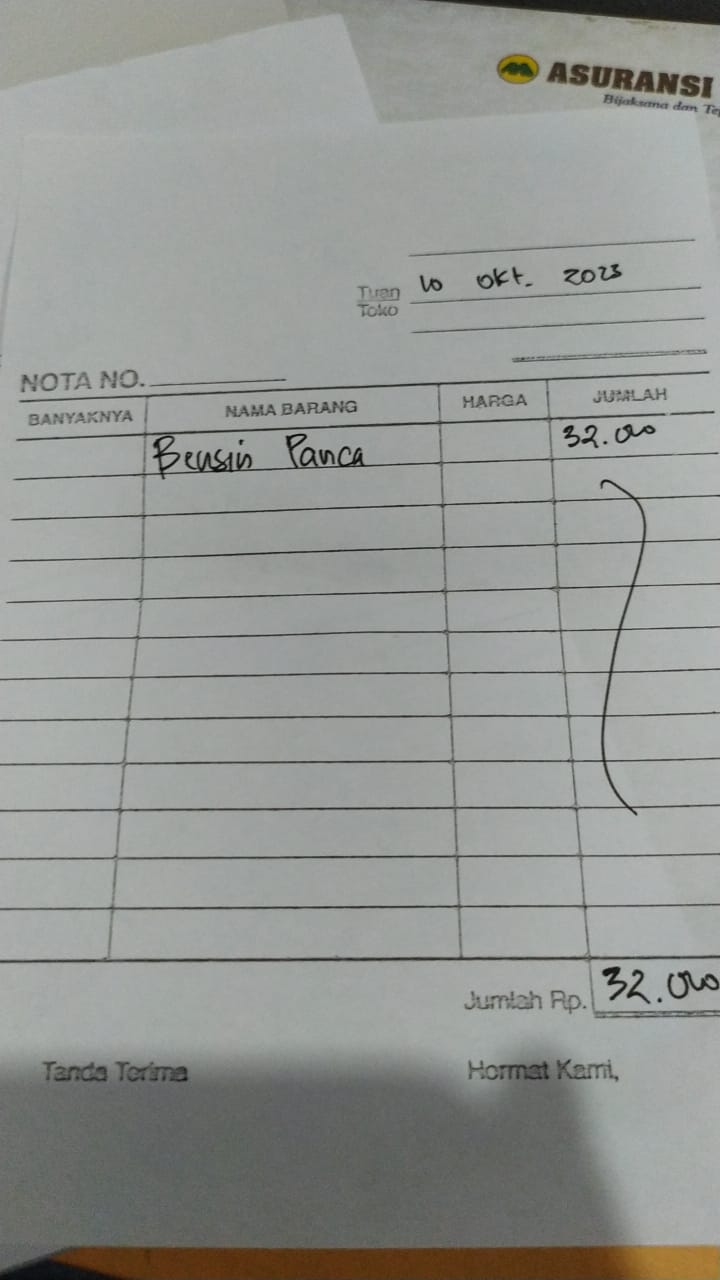 ASURANSI
Bijaksana dan
10 Okt. 2023
Tuan
Toko
NOTA NO.
BANYAKNYA NAMA BARANG HARGA JUMLAH
Bensin Panca 32.000
Jumlah Rp. 32.000
Tanda Terima Hormat Kami,